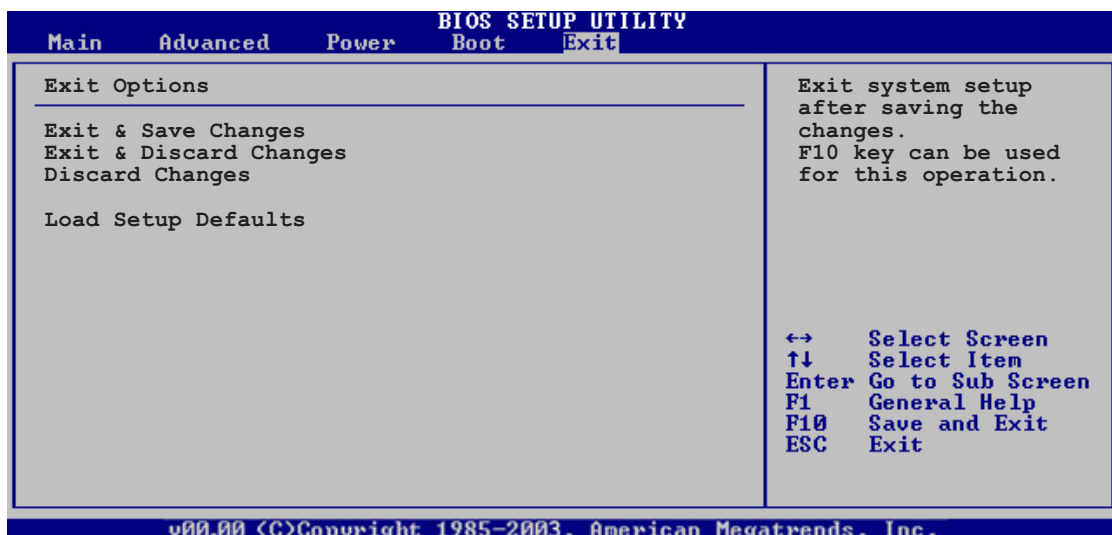 BIOS SETUP UTILITY
Main Advanced Power Boot Exit
Exit Options
Exit & Save Changes
Exit & Discard Changes
Discard Changes
Load Setup Defaults
Exit system setup
after saving the
changes.
F10 key can be used
for this operation.
←→ Select Screen
↑↓ Select Item
Enter Go to Sub Screen
F1 General Help
F10 Save and Exit
ESC Exit
v00.00 (C)Copyright 1985-2003, American Megatrends, Inc.